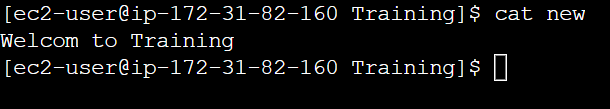 [ec2-user@ip-172-31-82-160 Training]$ cat new
Welcom to Training
[ec2-user@ip-172-31-82-160 Training]$